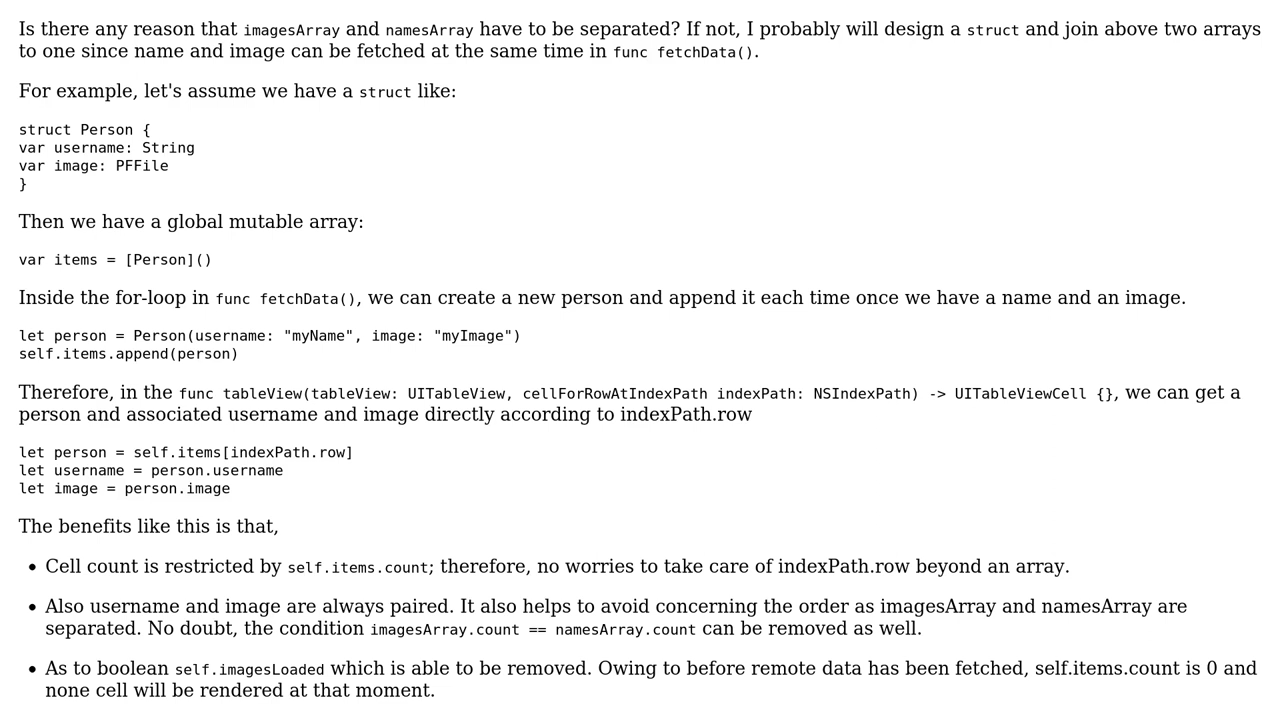 Is there any reason that imagesArray and namesArray have to be separated? If not, I probably will design a struct and join above two arrays
to one since name and image can be fetched at the same time in func fetchData().
For example, let's assume we have a struct like:
struct Person {
var username: String
var image: PFFile
}
Then we have a global mutable array:
var items = [Person]()
Inside the for-loop in func fetchData(), we can create a new person and append it each time once we have a name and an image.
let person = Person(username: "myName", image: "myImage")
self.items.append(person)
Therefore, in the func tableView(tableView: UITableView, cellForRowAtIndexPath indexPath: NSIndexPath) -> UITableViewCell {}, we can get a
person and associated username and image directly according to indexPath.row
let person = self.items[indexPath.row]
let username = person.username
let image = person.image
The benefits like this is that,
• Cell count is restricted by self.items.count; therefore, no worries to take care of indexPath.row beyond an array.
• Also username and image are always paired. It also helps to avoid concerning the order as imagesArray and namesArray are
separated. No doubt, the condition imagesArray.count == namesArray.count can be removed as well.
• As to boolean self.imagesLoaded which is able to be removed. Owing to before remote data has been fetched, self.items.count is 0 and
none cell will be rendered at that moment.